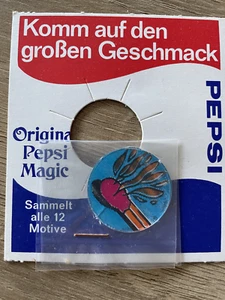 Komm auf den
großen Geschmack
PEPSI
Original
Pepsi
Magic
Sammelt
alle 12
Motive